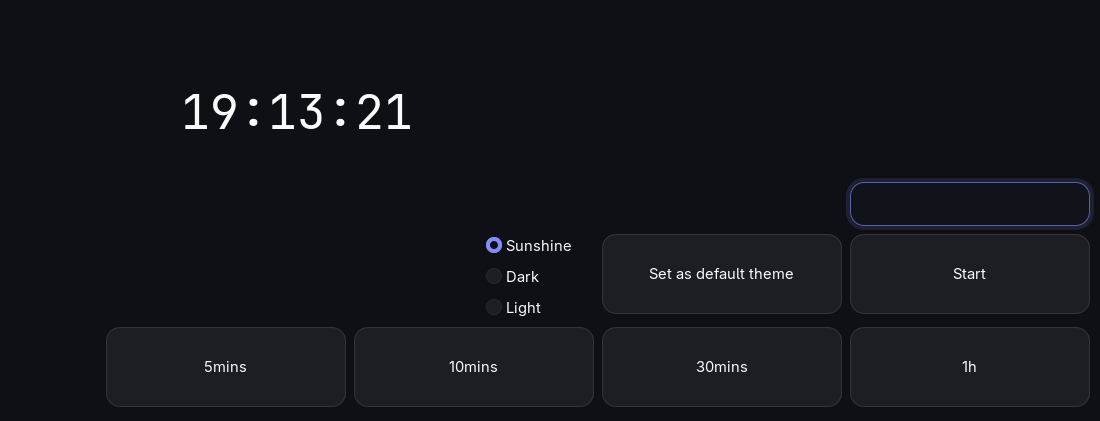 19:13:21
Sunshine
Dark
Light
Set as default theme
Start
5mins
10mins
30mins
1h